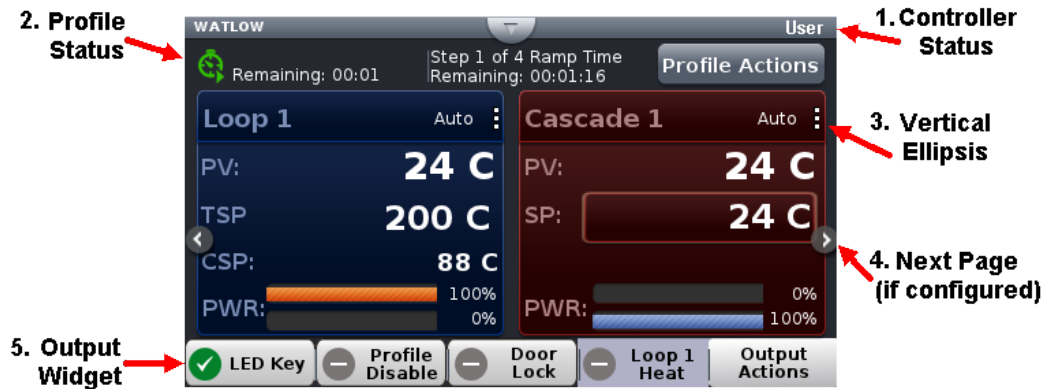 2. Profile
Status
1.Controller
Status
WATLOW
User
Remaining: 00:01
Step 1 of 4 Ramp Time
Remaining: 00:01:16
Profile Actions
Loop 1
Auto
Cascade 1
Auto
3. Vertical
Ellipsis
PV:
24 C
PV:
24 C
TSP
200 C
SP:
24 C
CSP:
88 C
4. Next Page
(if configured)
PWR:
100%
0%
PWR:
0%
100%
5. Output
Widget
LED Key
Profile
Disable
Door
Lock
Loop 1
Heat
Output
Actions